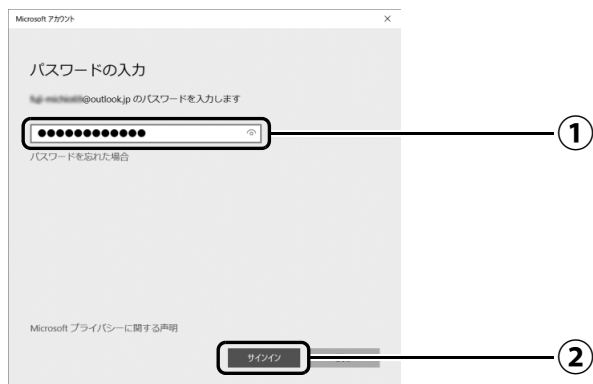 Microsoft アカウント
パスワードの入力
@outlook.jp のパスワードを入力します
●●●●●●●●●●●●
①
パスワードを忘れた場合
Microsoft プライバシーに関する声明
サインイン
②